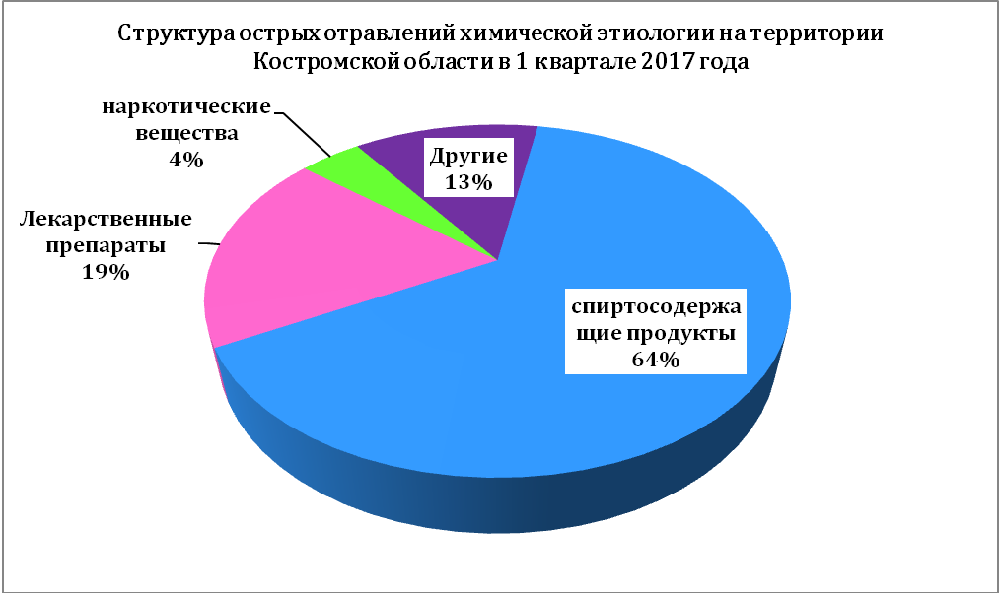 Структура острых отравлений химической этиологии на территории
Костромской области в 1 квартале 2017 года
наркотические
вещества
4%
Другие
13%
Лекарственные
препараты
19%
спиртосодержа
щие продукты
64%